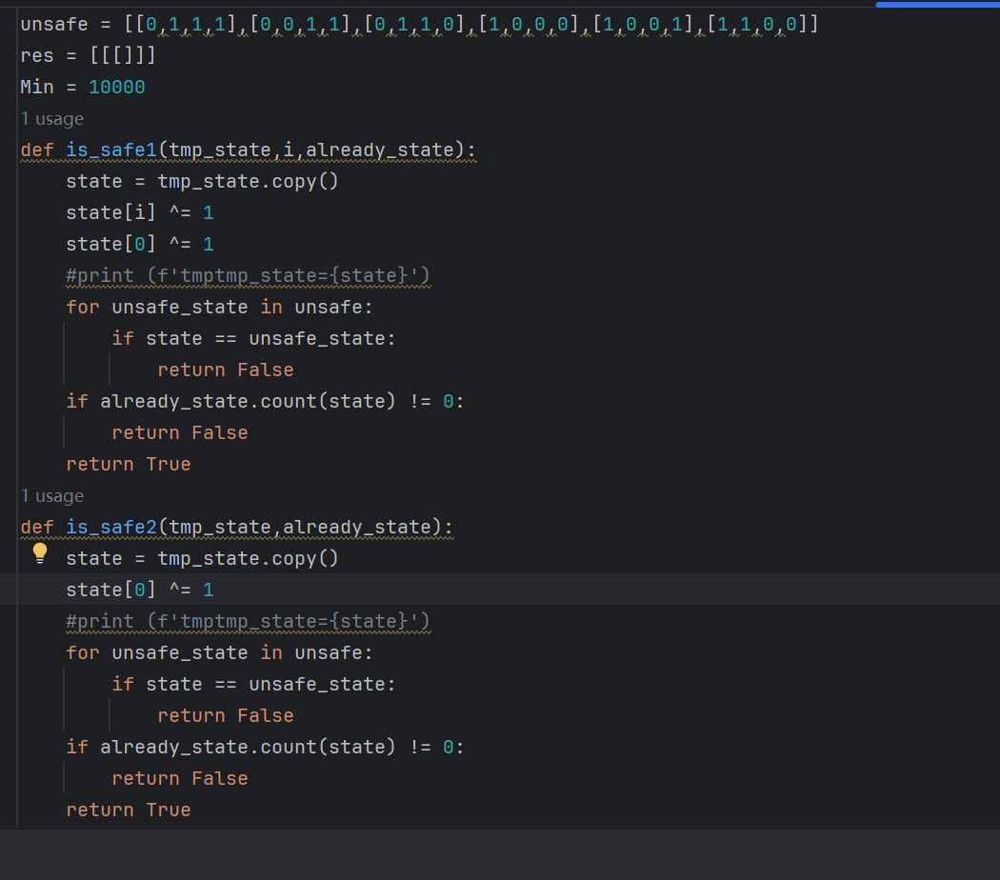 unsafe = [[0,1,1,1],[0,0,1,1],[0,1,1,0],[1,0,0,0],[1,0,0,1],[1,1,0,0]]
res = [[[]]]
Min = 10000
1 usage
def is_safe1(tmp_state,i,already_state):
    state = tmp_state.copy()
    state[i] ^= 1
    state[0] ^= 1
    #print (f'tmptmp_state={state}')
    for unsafe_state in unsafe:
        if state == unsafe_state:
            return False
    if already_state.count(state) != 0:
        return False
    return True
1 usage
def is_safe2(tmp_state,already_state):
    state = tmp_state.copy()
    state[0] ^= 1
    #print (f'tmptmp_state={state}')
    for unsafe_state in unsafe:
        if state == unsafe_state:
            return False
    if already_state.count(state) != 0:
        return False
    return True